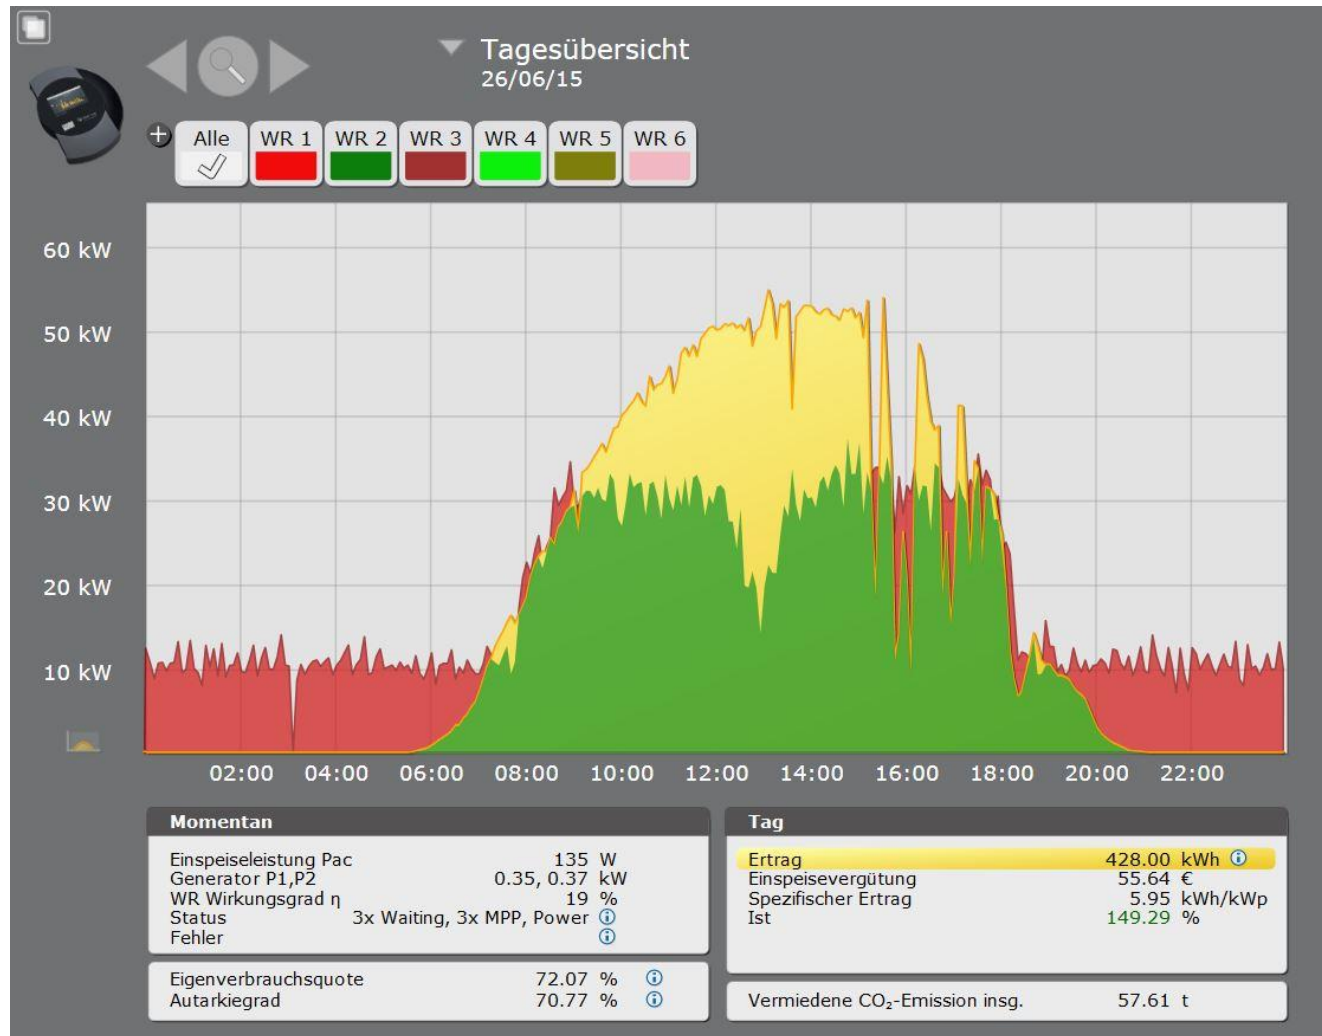 Tagesübersicht
26/06/15
Alle WR 1 WR 2 WR 3 WR 4 WR 5 WR 6
60 kW
50 kW
40 kW
30 kW
20 kW
10 kW
02:00 04:00 06:00 08:00 10:00 12:00 14:00 16:00 18:00 20:00 22:00
Momentan
Einspeiseleistung Pac 135 W
Generator P1,P2 0.35, 0.37 kW
WR Wirkungsgrad η 19 %
Status 3x Waiting, 3x MPP, Power
Fehler
Eigenverbrauchsquote 72.07 %
Autarkiegrad 70.77 %
Tag
Ertrag 428.00 kWh
Einspeisevergütung 55.64 €
Spezifischer Ertrag 5.95 kWh/kWp
Ist 149.29 %
Vermiedene CO₂-Emission insg. 57.61 t